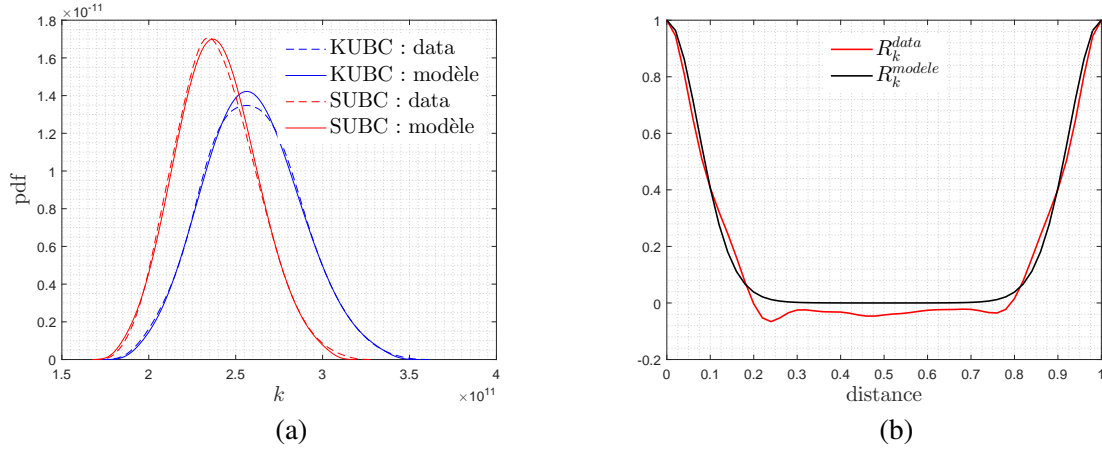 1.8 ×10⁻¹¹
1.6
1.4
1.2
1
0.8
0.6
0.4
0.2
0
pdf
KUBC : data
KUBC : modèle
SUBC : data
SUBC : modèle
1.5 2 2.5 3 3.5 4
k
×10¹¹
(a)
1
0.8
0.6
0.4
0.2
0
-0.2
R_k^{data}
R_k^{modele}
0 0.1 0.2 0.3 0.4 0.5 0.6 0.7 0.8 0.9 1
distance
(b)